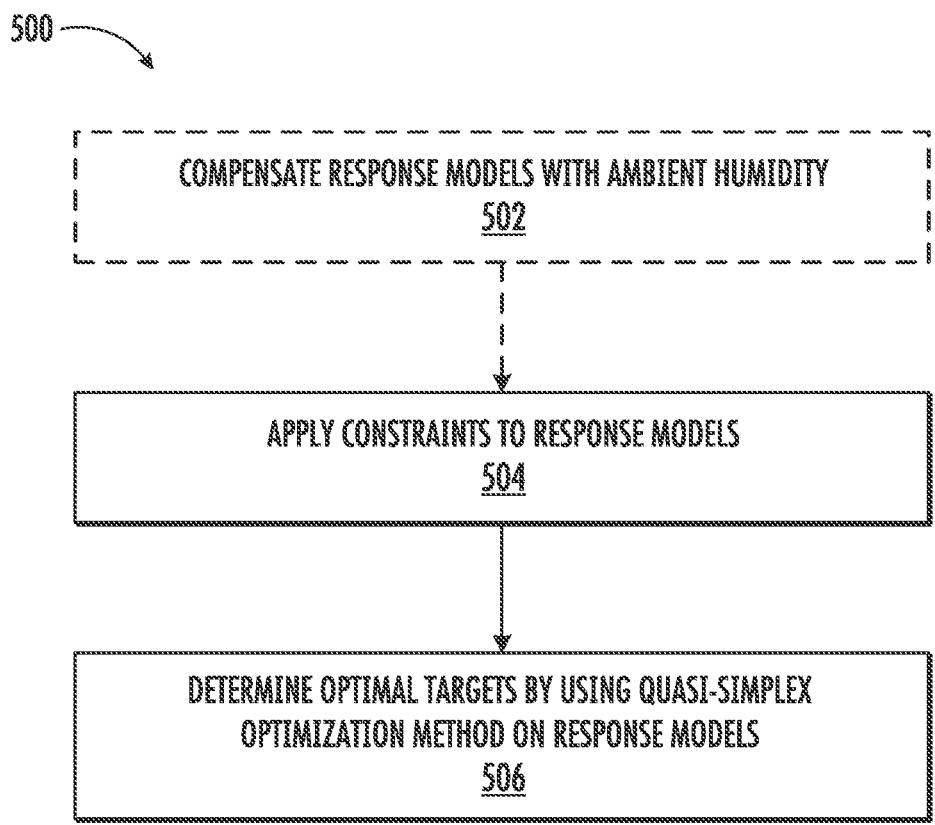 500
COMPENSATE RESPONSE MODELS WITH AMBIENT HUMIDITY
502
APPLY CONSTRAINTS TO RESPONSE MODELS
504
DETERMINE OPTIMAL TARGETS BY USING QUASI-SIMPLEX
OPTIMIZATION METHOD ON RESPONSE MODELS
506